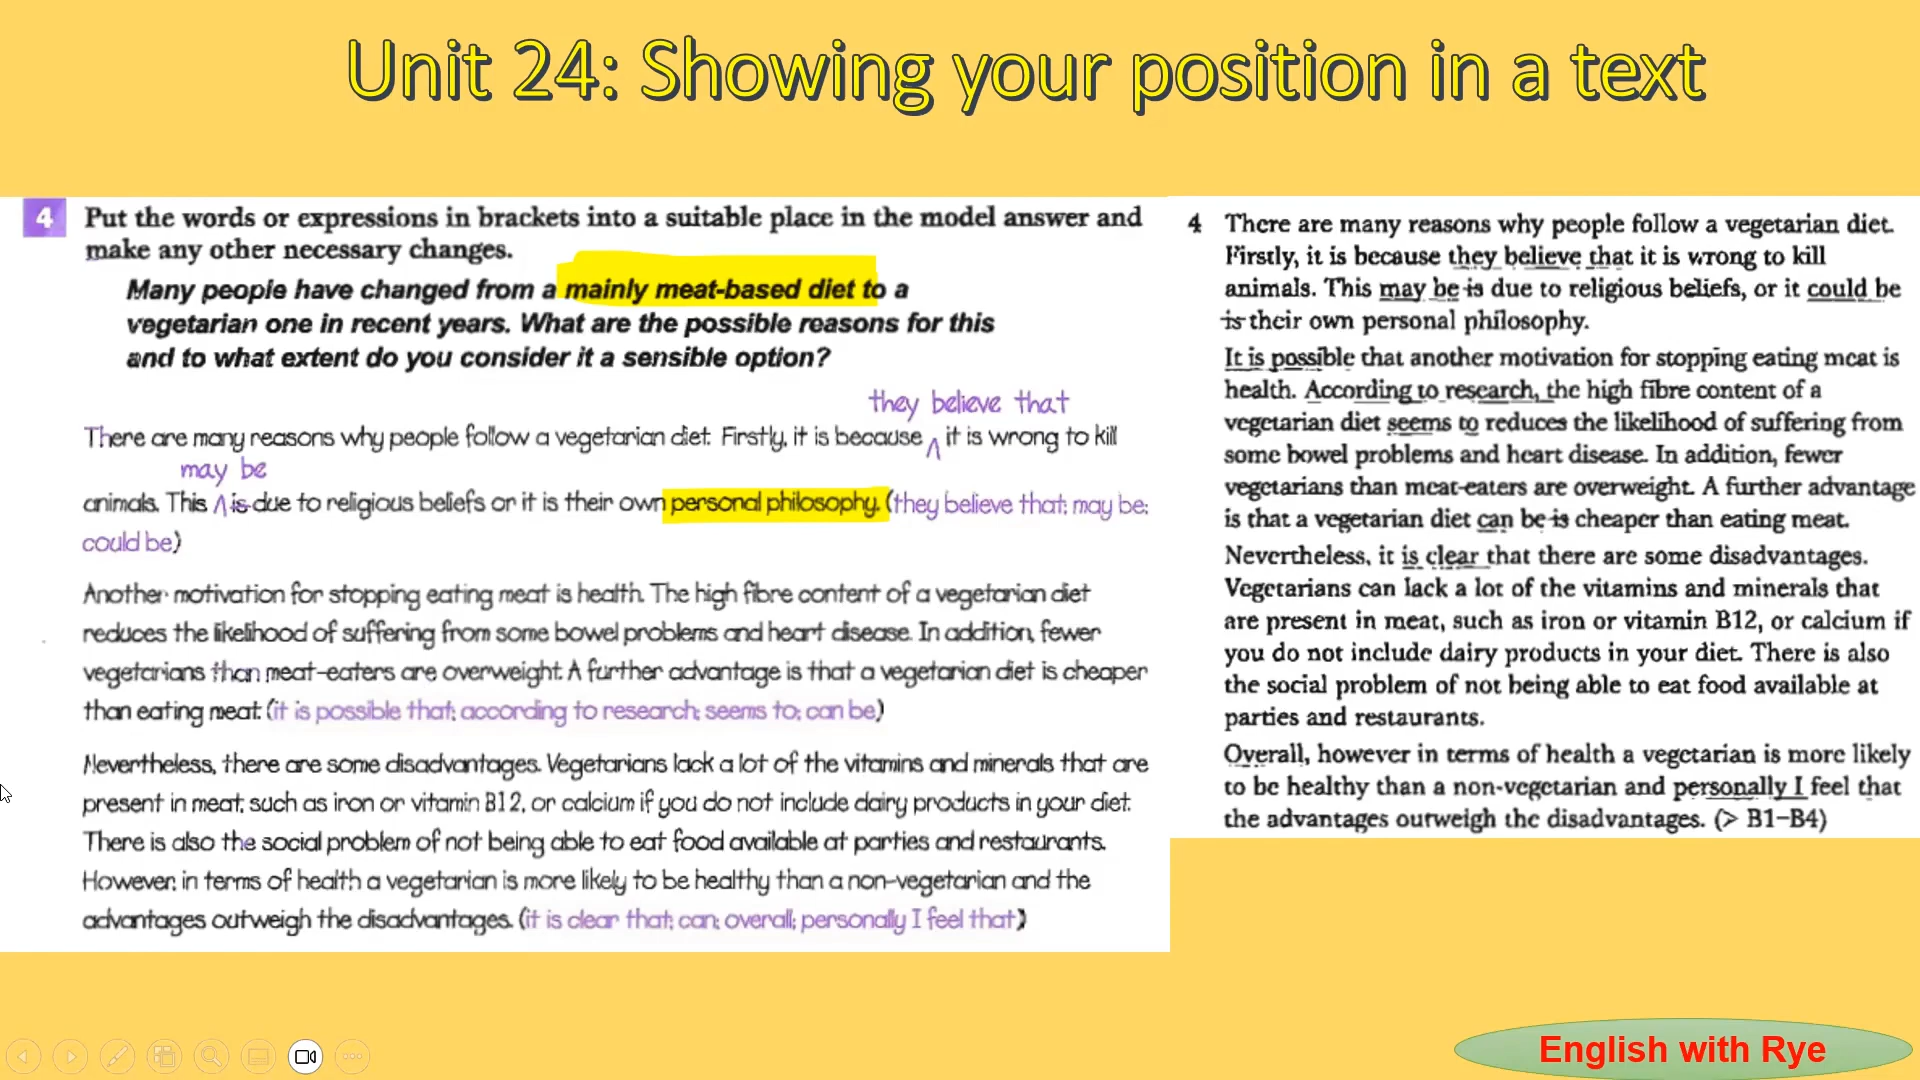 Unit 24: Showing your position in a text
4 Put the words or expressions in brackets into a suitable place in the model answer and
make any other necessary changes.
Many people have changed from a mainly meat-based diet to a
vegetarian one in recent years. What are the possible reasons for this
and to what extent do you consider it a sensible option?
they believe that
There are many reasons why people follow a vegetarian diet. Firstly, it is because ^ it is wrong to kill
may be
animals. This ^ is due to religious beliefs or it is their own personal philosophy. (they believe that; may be;
could be)
Another motivation for stopping eating meat is health. The high fibre content of a vegetarian diet
reduces the likelihood of suffering from some bowel problems and heart disease. In addition, fewer
vegetarians than meat-eaters are overweight. A further advantage is that a vegetarian diet is cheaper
than eating meat. (it is possible that; according to research; seems to; can be)
Nevertheless, there are some disadvantages. Vegetarians lack a lot of the vitamins and minerals that are
present in meat, such as iron or vitamin B12, or calcium if you do not include dairy products in your diet.
There is also the social problem of not being able to eat food available at parties and restaurants.
However, in terms of health a vegetarian is more likely to be healthy than a non-vegetarian and the
advantages outweigh the disadvantages. (it is clear that; can; overall; personally I feel that)
4 There are many reasons why people follow a vegetarian diet.
Firstly, it is because they believe that it is wrong to kill
animals. This may be is due to religious beliefs, or it could be
is their own personal philosophy.
It is possible that another motivation for stopping eating meat is
health. According to research, the high fibre content of a
vegetarian diet seems to reduces the likelihood of suffering from
some bowel problems and heart disease. In addition, fewer
vegetarians than meat-eaters are overweight. A further advantage
is that a vegetarian diet can be is cheaper than eating meat.
Nevertheless, it is clear that there are some disadvantages.
Vegetarians can lack a lot of the vitamins and minerals that
are present in meat, such as iron or vitamin B12, or calcium if
you do not include dairy products in your diet. There is also
the social problem of not being able to eat food available at
parties and restaurants.
Overall, however in terms of health a vegetarian is more likely
to be healthy than a non-vegetarian and personally I feel that
the advantages outweigh the disadvantages. (> B1–B4)
English with Rye